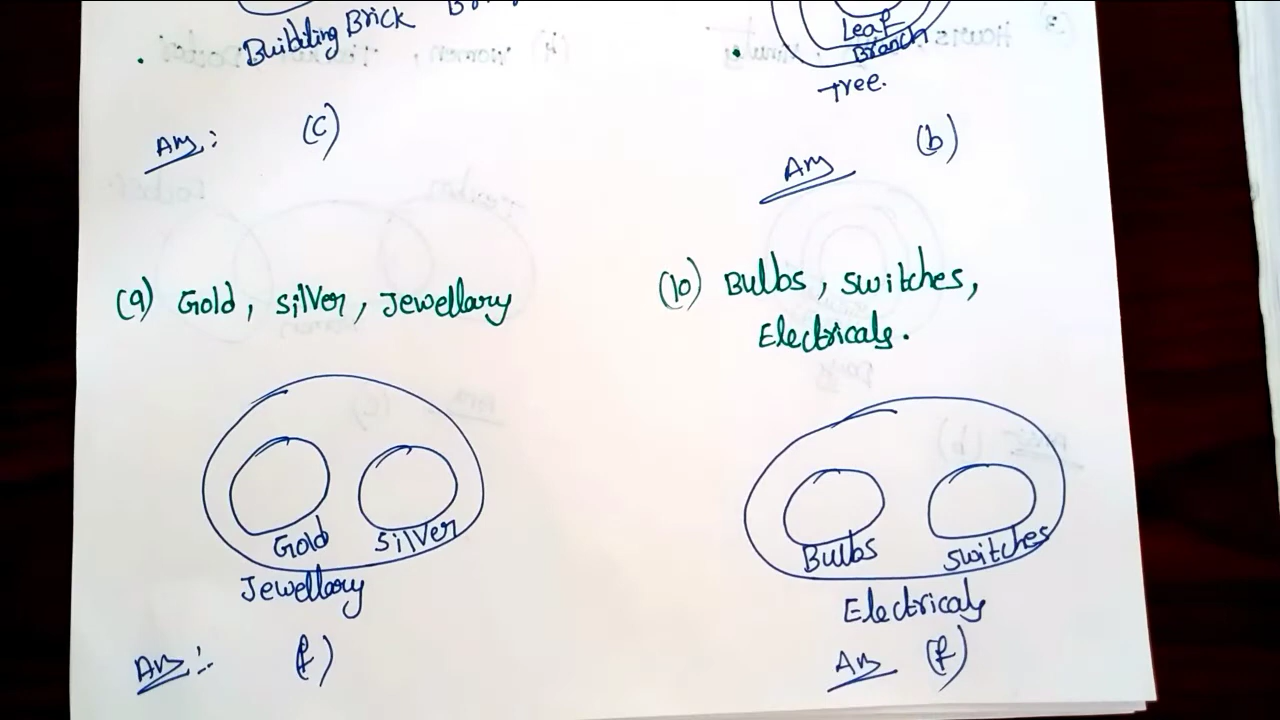 Building Brick
Leaf
Branch
Tree.
Ans: (c)
Ans (b)
(9) Gold, Silver, Jewellary
(10) Bulbs, switches,
Electricals.
Gold Silver
Jewellary
Ans:- (f)
Bulbs switches
Electricals
Ans (f)